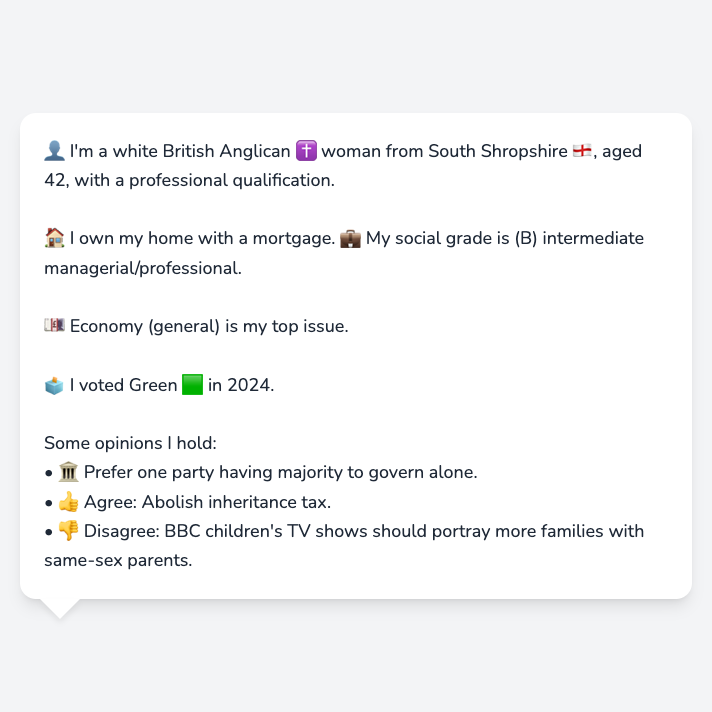 👤 I'm a white British Anglican ✝️ woman from South Shropshire 🏴󠁧󠁢󠁥󠁮󠁧󠁿, aged
42, with a professional qualification.
🏠 I own my home with a mortgage. 💼 My social grade is (B) intermediate
managerial/professional.
💷 Economy (general) is my top issue.
🗳️ I voted Green 🟩 in 2024.
Some opinions I hold:
• 🏛️ Prefer one party having majority to govern alone.
• 👍 Agree: Abolish inheritance tax.
• 👎 Disagree: BBC children's TV shows should portray more families with
same-sex parents.